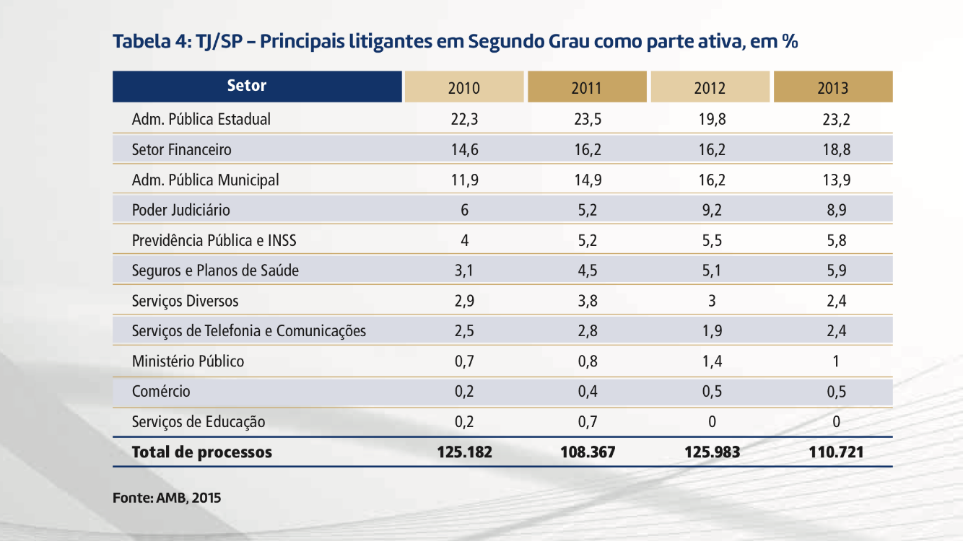 Tabela 4: TJ/SP – Principais litigantes em Segundo Grau como parte ativa, em %
Setor 2010 2011 2012 2013
Adm. Pública Estadual 22,3 23,5 19,8 23,2
Setor Financeiro 14,6 16,2 16,2 18,8
Adm. Pública Municipal 11,9 14,9 16,2 13,9
Poder Judiciário 6 5,2 9,2 8,9
Previdência Pública e INSS 4 5,2 5,5 5,8
Seguros e Planos de Saúde 3,1 4,5 5,1 5,9
Serviços Diversos 2,9 3,8 3 2,4
Serviços de Telefonia e Comunicações 2,5 2,8 1,9 2,4
Ministério Público 0,7 0,8 1,4 1
Comércio 0,2 0,4 0,5 0,5
Serviços de Educação 0,2 0,7 0 0
Total de processos 125.182 108.367 125.983 110.721
Fonte: AMB, 2015